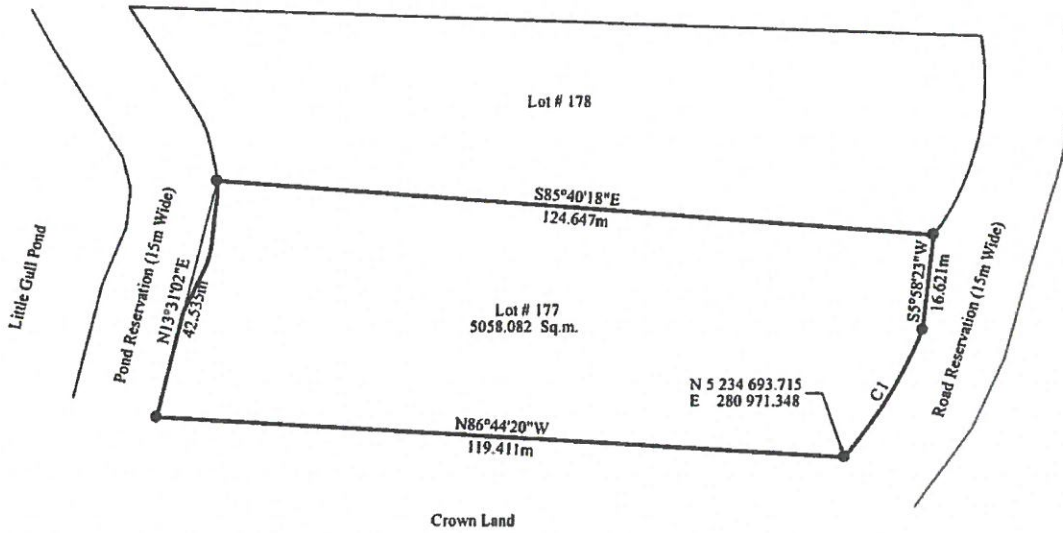 Lot # 178
S85°40'18"E
124.647m
Little Gull Pond
Pond Reservation (15m Wide)
N13°31'02"E
42.535m
Lot # 177
5058.082 Sq.m.
S5°58'23"W
16.621m
Road Reservation (15m Wide)
N 5 234 693.715
E 280 971.348
C1
N86°44'20"W
119.411m
Crown Land